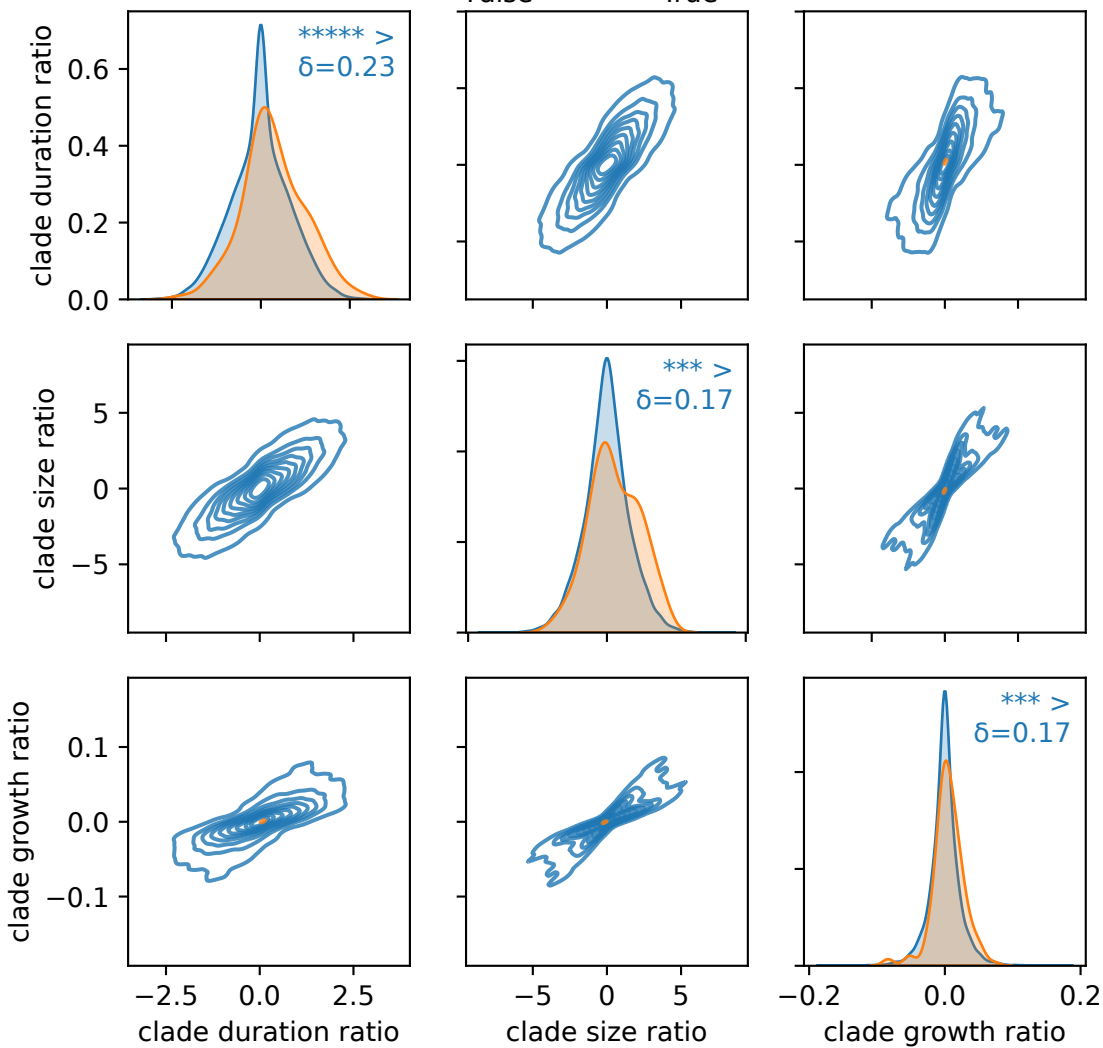 ***** >
δ=0.23
clade duration ratio
0.6
0.4
0.2
0.0
*** >
δ=0.17
clade size ratio
5
0
−5
*** >
δ=0.17
clade growth ratio
0.1
0.0
−0.1
−2.5 0.0 2.5
−5 0 5
−0.2 0.0 0.2
clade duration ratio
clade size ratio
clade growth ratio